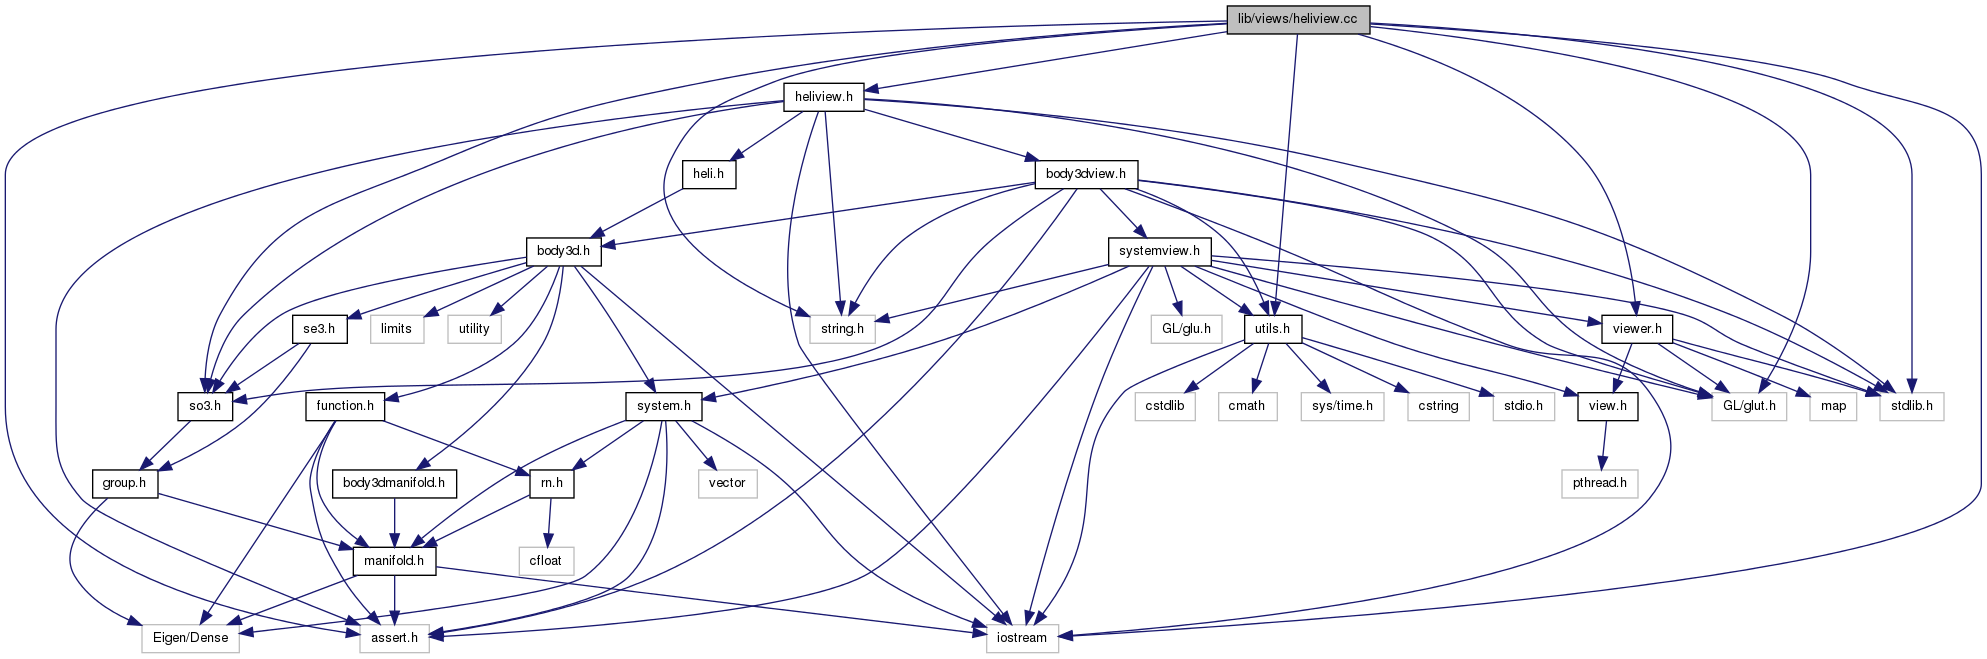 lib/views/heliview.cc
heliview.h
heli.h
body3dview.h
body3d.h
systemview.h
se3.h
limits
utility
string.h
GL/glu.h
utils.h
viewer.h
so3.h
function.h
system.h
cstdlib
cmath
sys/time.h
cstring
stdio.h
view.h
GL/glut.h
map
stdlib.h
group.h
body3dmanifold.h
rn.h
vector
pthread.h
manifold.h
cfloat
Eigen/Dense
assert.h
iostream